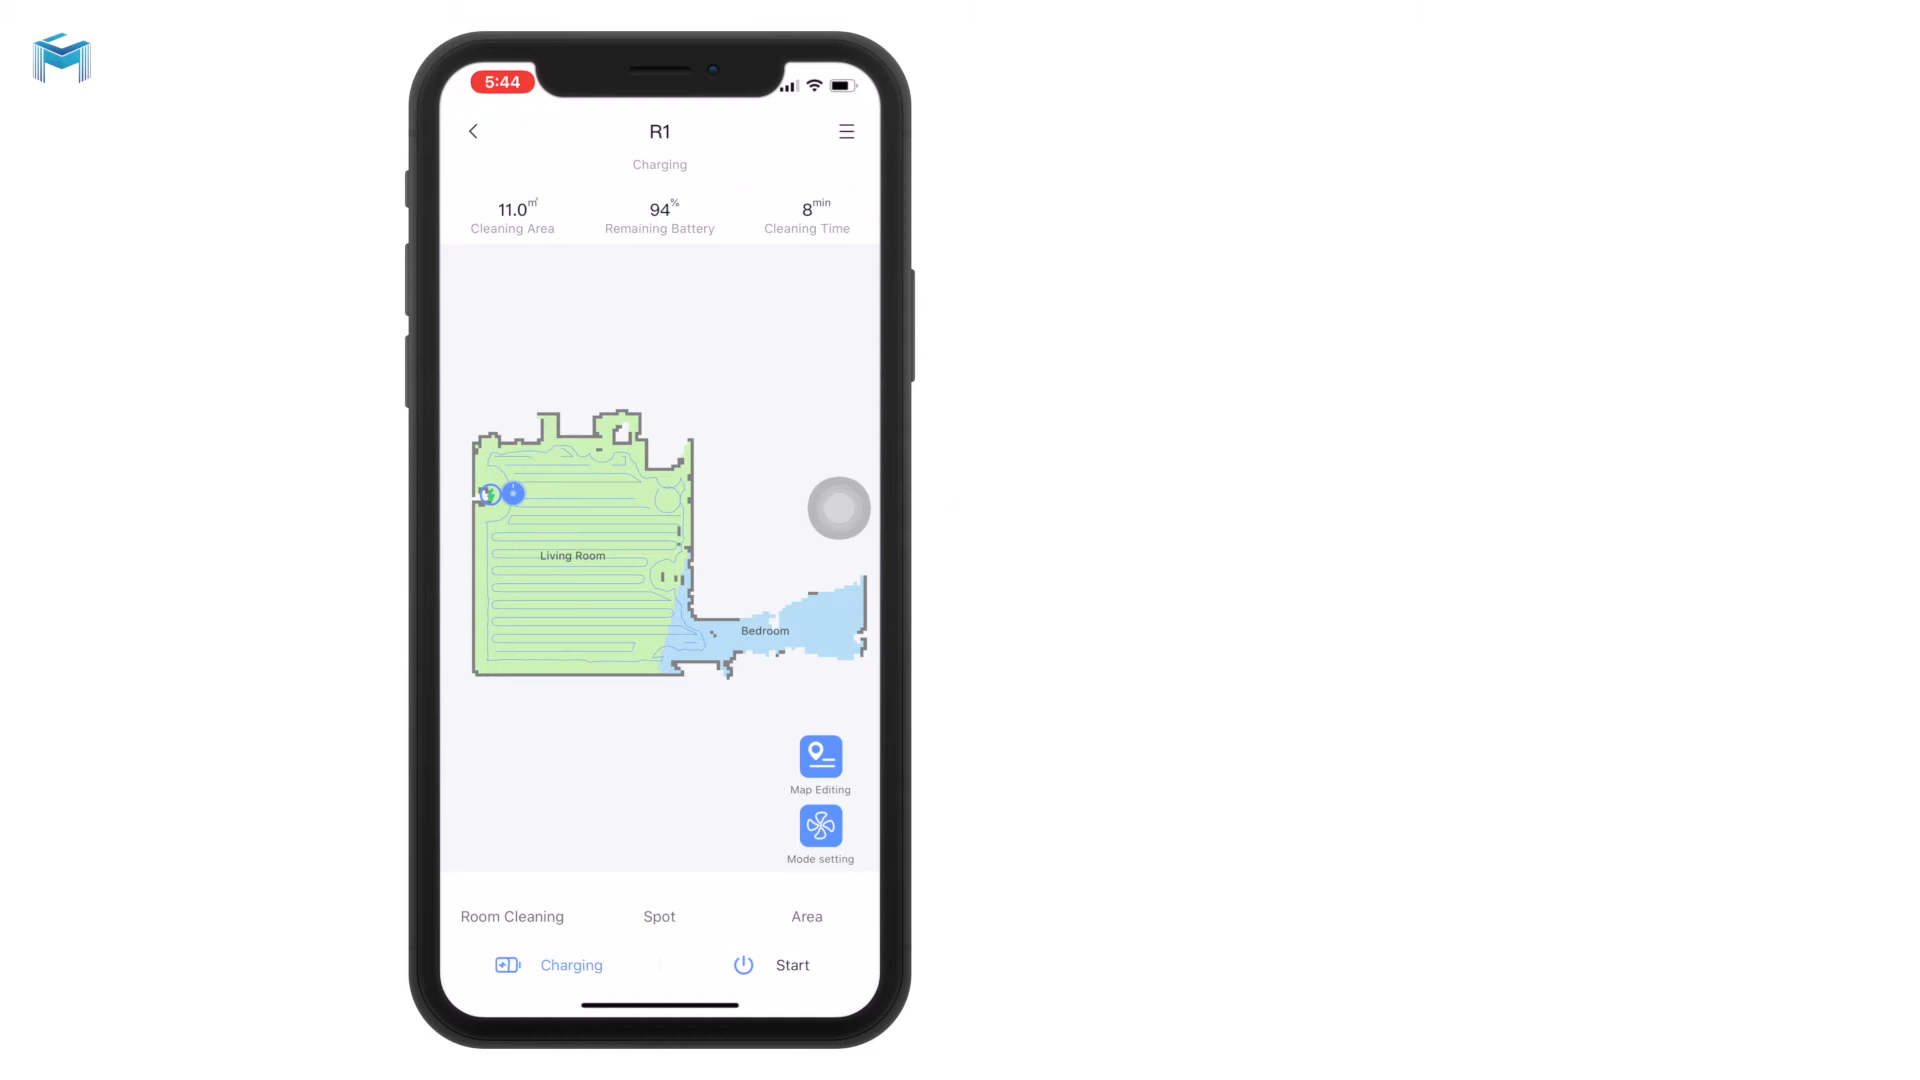 5:44
R1
Charging
11.0㎡ 94% 8min
Cleaning Area Remaining Battery Cleaning Time
Living Room
Bedroom
Map Editing
Mode setting
Room Cleaning Spot Area
Charging Start